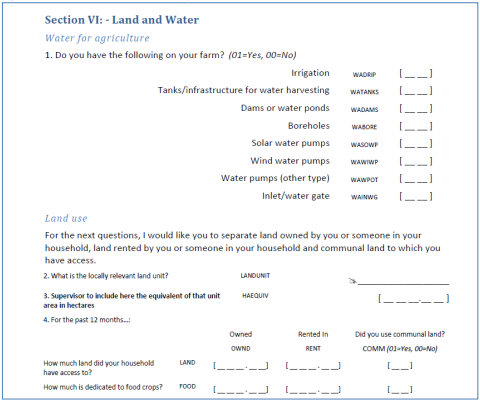 Section VI: - Land and Water
Water for agriculture
1. Do you have the following on your farm? (01=Yes, 00=No)
Irrigation WADRIP [ __ __ ]
Tanks/infrastructure for water harvesting WATANKS [ __ __ ]
Dams or water ponds WADAMS [ __ __ ]
Boreholes WABORE [ __ __ ]
Solar water pumps WASOWP [ __ __ ]
Wind water pumps WAWIWP [ __ __ ]
Water pumps (other type) WAWPOT [ __ __ ]
Inlet/water gate WAINWG [ __ __ ]
Land use
For the next questions, I would like you to separate land owned by you or someone in your
household, land rented by you or someone in your household and communal land to which you
have access.
2. What is the locally relevant land unit? LANDUNIT ✎ ____________________
3. Supervisor to include here the equivalent of that unit HAEQUIV [ __ __ __.__ __ ]
area in hectares
4. For the past 12 months...:
Owned Rented In Did you use communal land?
OWND RENT COMM (01=Yes, 00=No)
How much land did your household LAND [ __ __ . __ __] [ __ __ . __ __] [ __ __ ]
have access to?
How much is dedicated to food crops? FOOD [ __ __ . __ __] [ __ __ . __ __] [ __ __ ]